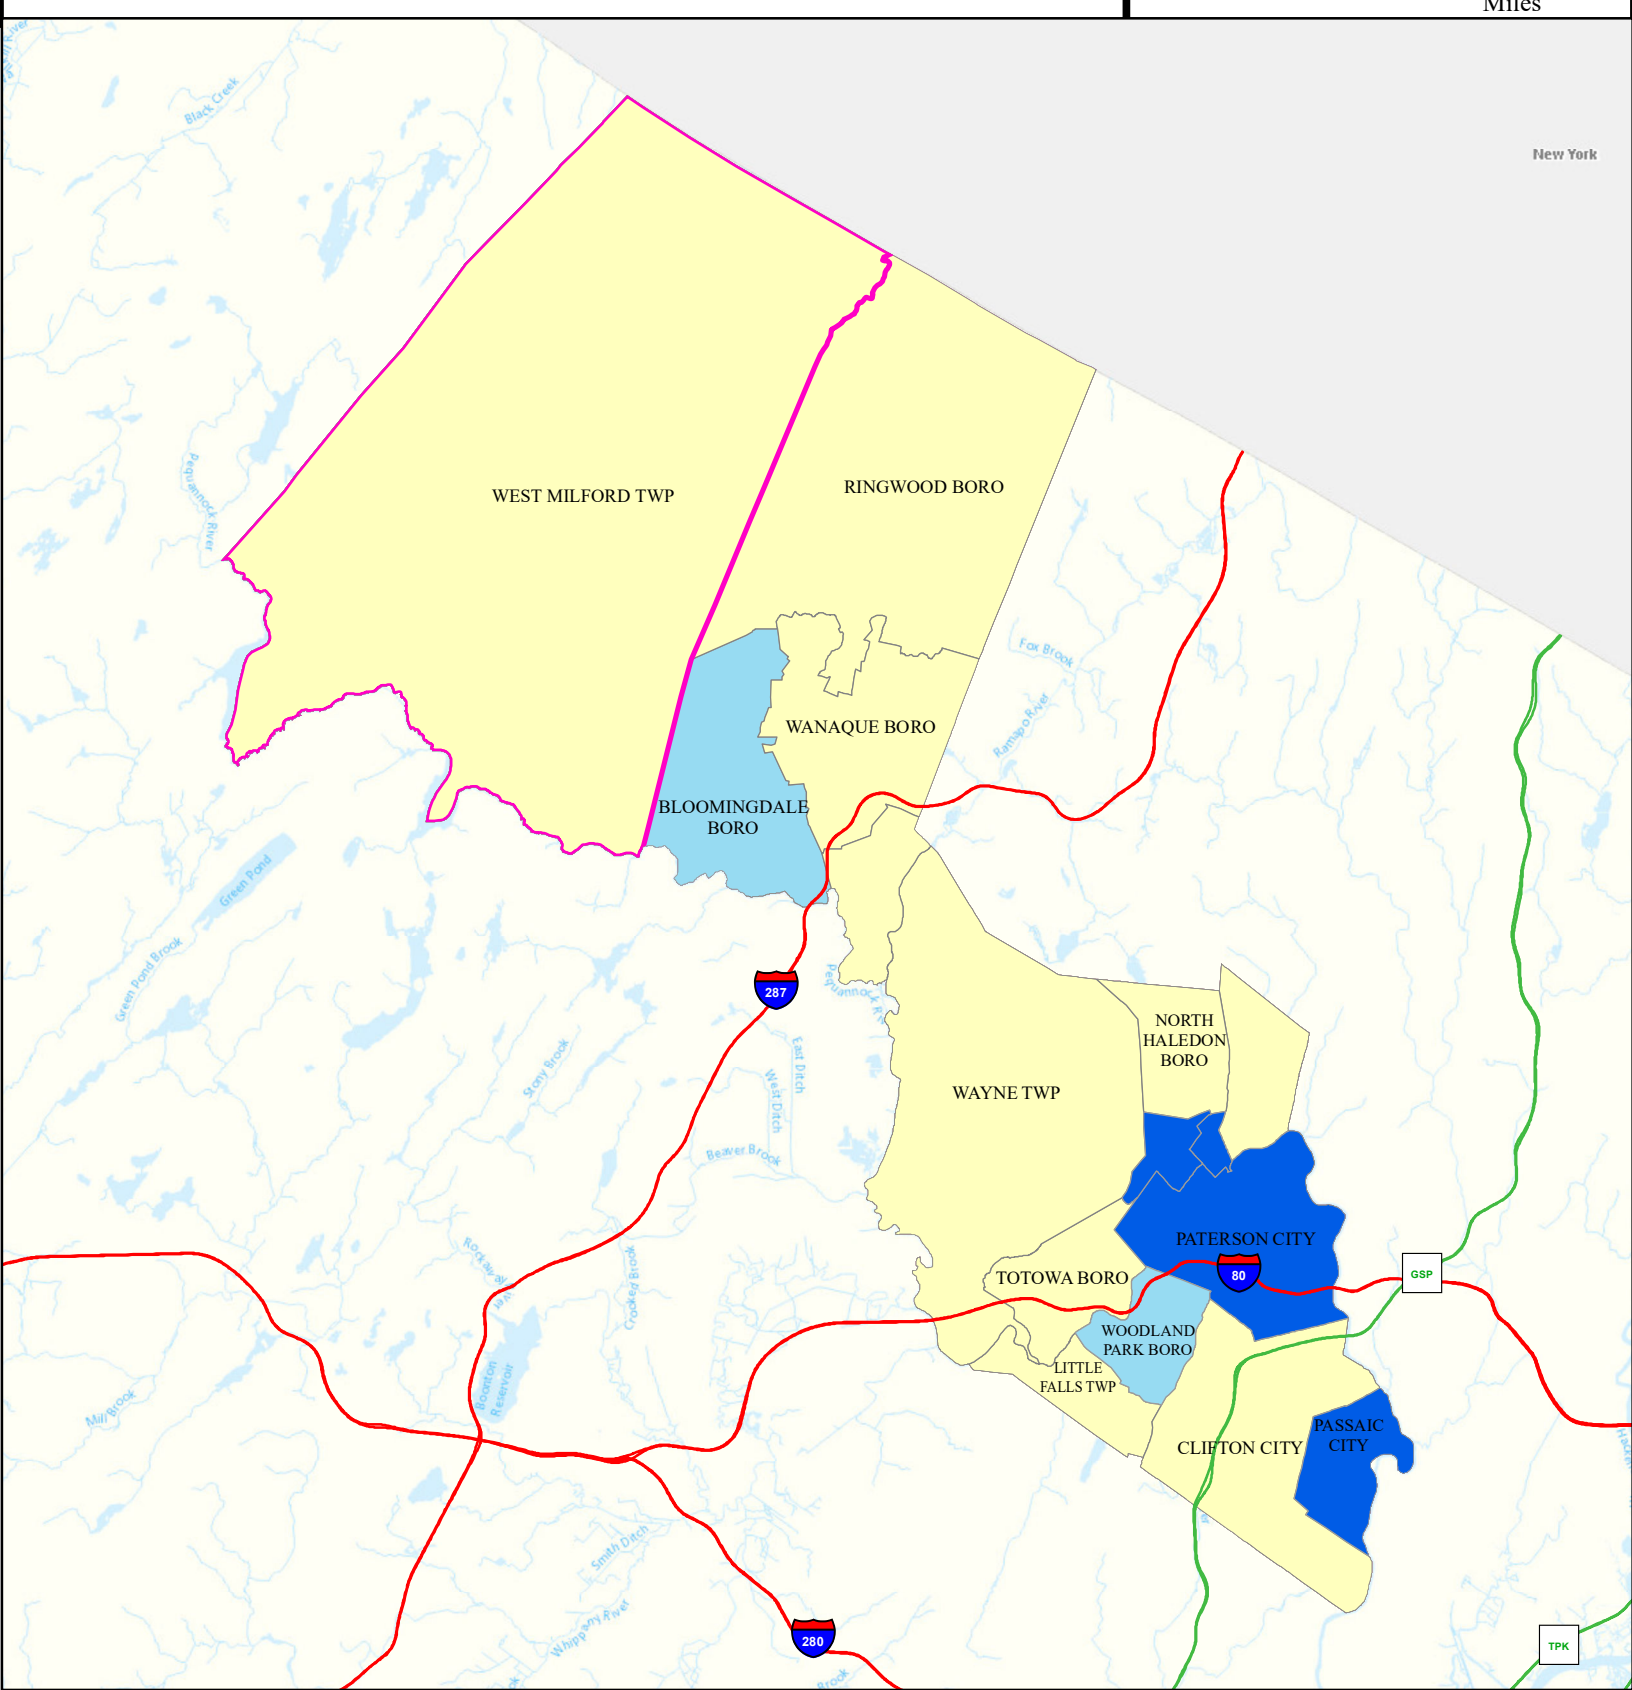 Miles
Black Creek
New York
WEST MILFORD TWP
RINGWOOD BORO
Pequannock River
Fox Brook
Ramapo River
WANAQUE BORO
BLOOMINGDALE
BORO
Green Pond
Green Pond Brook
287
Pequannock
NORTH
HALEDON
BORO
Stony Brook
East Ditch
West Ditch
WAYNE TWP
Beaver Brook
PATERSON CITY
Rockaway
TOTOWA BORO
80
GSP
Crooked Brook
WOODLAND
PARK BORO
LITTLE
FALLS TWP
Boonton
Reservoir
Mill Brook
PASSAIC
CITY
CLIFTON CITY
Smith Ditch
Whippany River
280
TPK
Brook